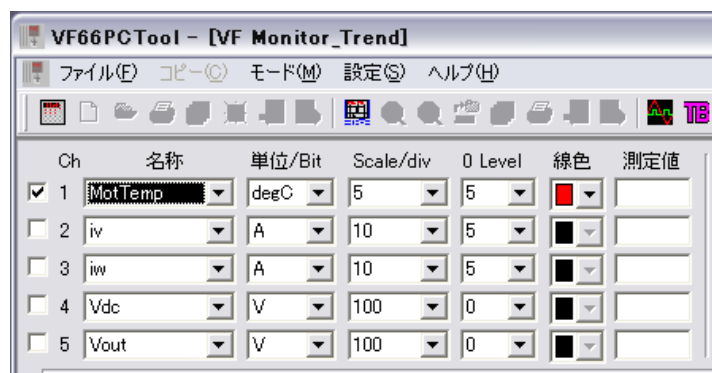 VF66PCTool - [VF Monitor_Trend]
ファイル(F) コピー(C) モード(M) 設定(S) ヘルプ(H)
TB
Ch 名称 単位/Bit Scale/div 0 Level 線色 測定値
1 MotTemp degC 5 5
2 iv A 10 5
3 iw A 10 5
4 Vdc V 100 0
5 Vout V 100 0